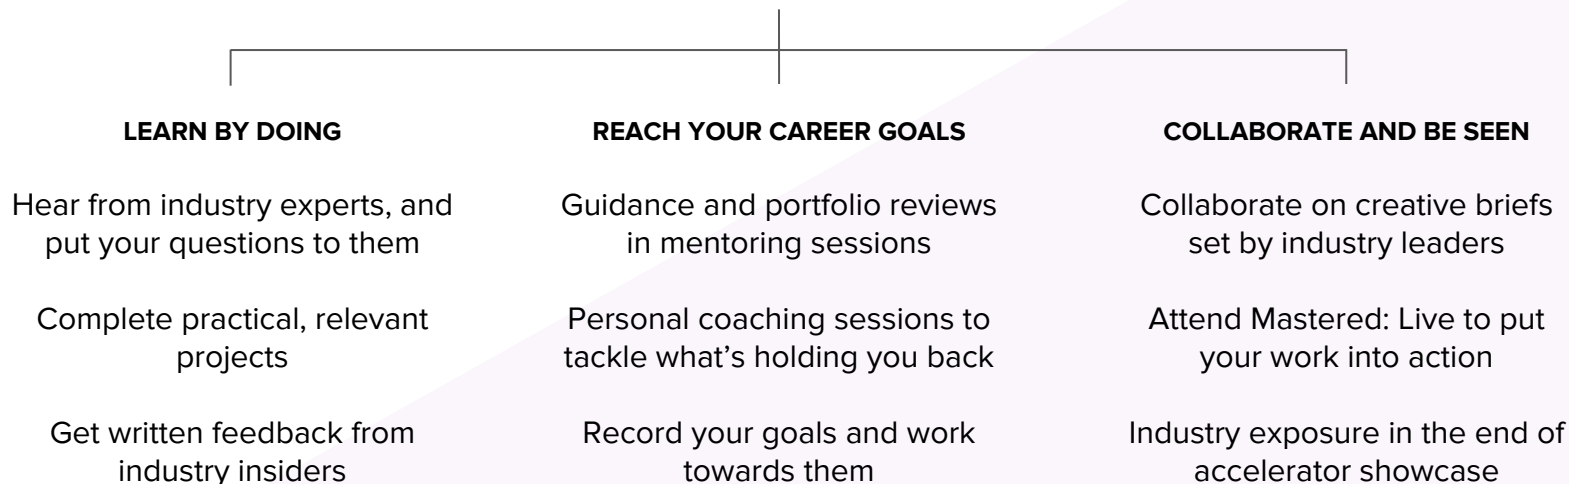 LEARN BY DOING
Hear from industry experts, and
put your questions to them
Complete practical, relevant
projects
Get written feedback from
industry insiders
REACH YOUR CAREER GOALS
Guidance and portfolio reviews
in mentoring sessions
Personal coaching sessions to
tackle what’s holding you back
Record your goals and work
towards them
COLLABORATE AND BE SEEN
Collaborate on creative briefs
set by industry leaders
Attend Mastered: Live to put
your work into action
Industry exposure in the end of
accelerator showcase